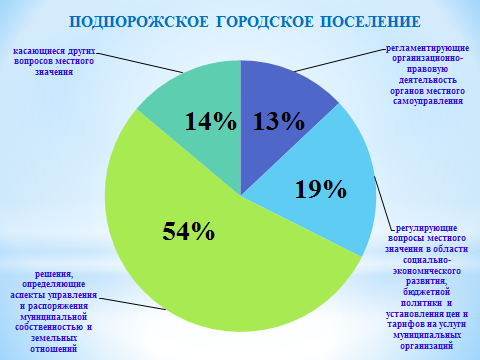 ПОДПОРОЖСКОЕ ГОРОДСКОЕ ПОСЕЛЕНИЕ
касающиеся других
вопросов местного
значения
регламентирующие
организационно-
правовую
деятельность
органов местного
самоуправления
14%
13%
19%
54%
регулирующие
вопросы местного
значения в области
социально-
экономического
развития,
бюджетной
политики и
установления цен и
тарифов на услуги
муниципальных
организаций
решения,
определяющие
аспекты управления
и распоряжения
муниципальной
собственностью и
земельных
отношений